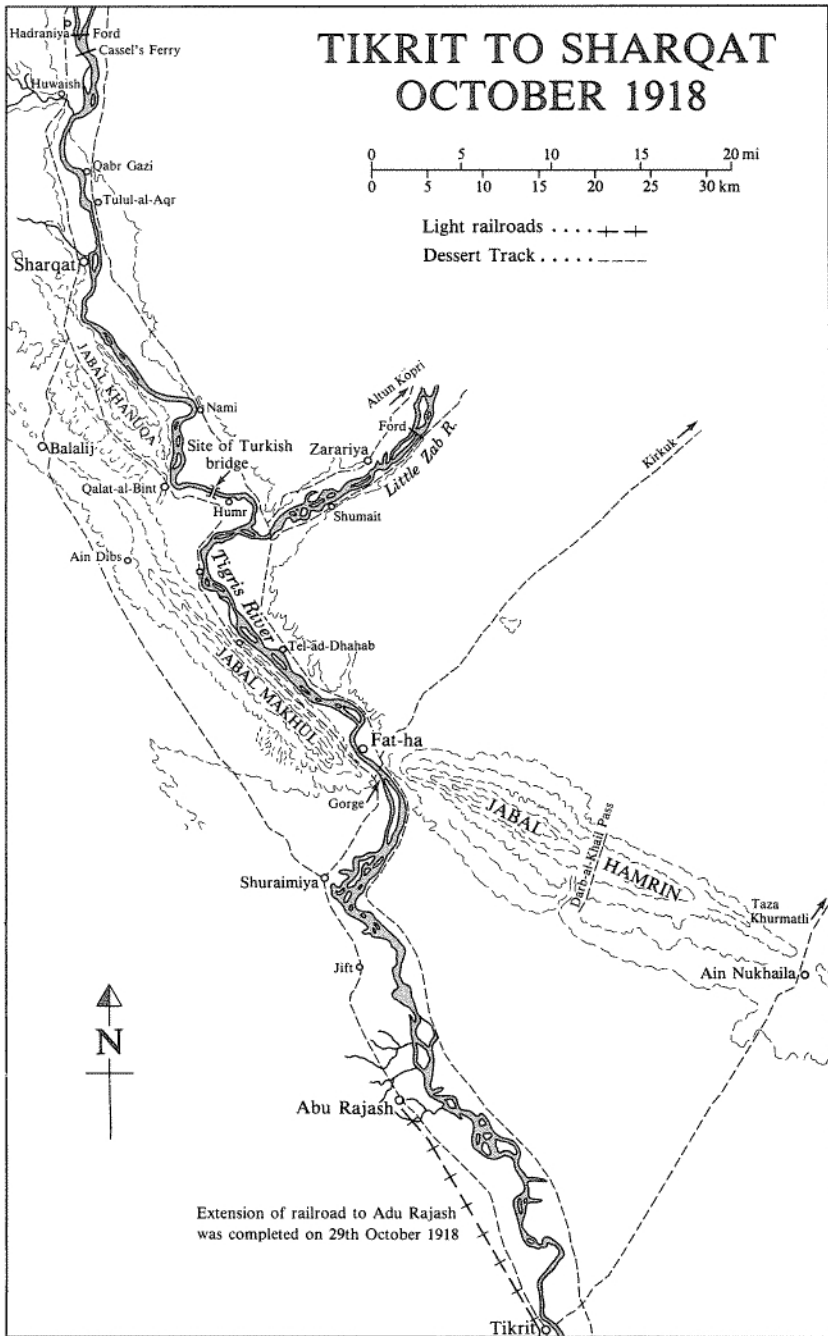 TIKRIT TO SHARQAT
OCTOBER 1918
0 5 10 15 20 mi
0 5 10 15 20 25 30 km
Light railroads ....
Dessert Track .....
Hadraniya
Ford
Cassel's Ferry
Huwaish
Qabr Gazi
Tulul-al-Aqr
Sharqat
JABAL KHANUQA
Nami
Altun Kopri
Ford
Balalij
Site of Turkish
bridge
Zarariya
Little Zab R.
Kirkuk
Qalat-al-Bint
Humr
Shumait
Ain Dibs
Tigris River
Tel-ad-Dhahab
JABAL MAKHUL
Fat-ha
Gorge
JABAL
HAMRIN
Darb-al-Khail Pass
Shuraimiya
Taza
Khurmatli
Jift
Ain Nukhaila
N
Abu Rajash
Extension of railroad to Adu Rajash
was completed on 29th October 1918
Tikrit